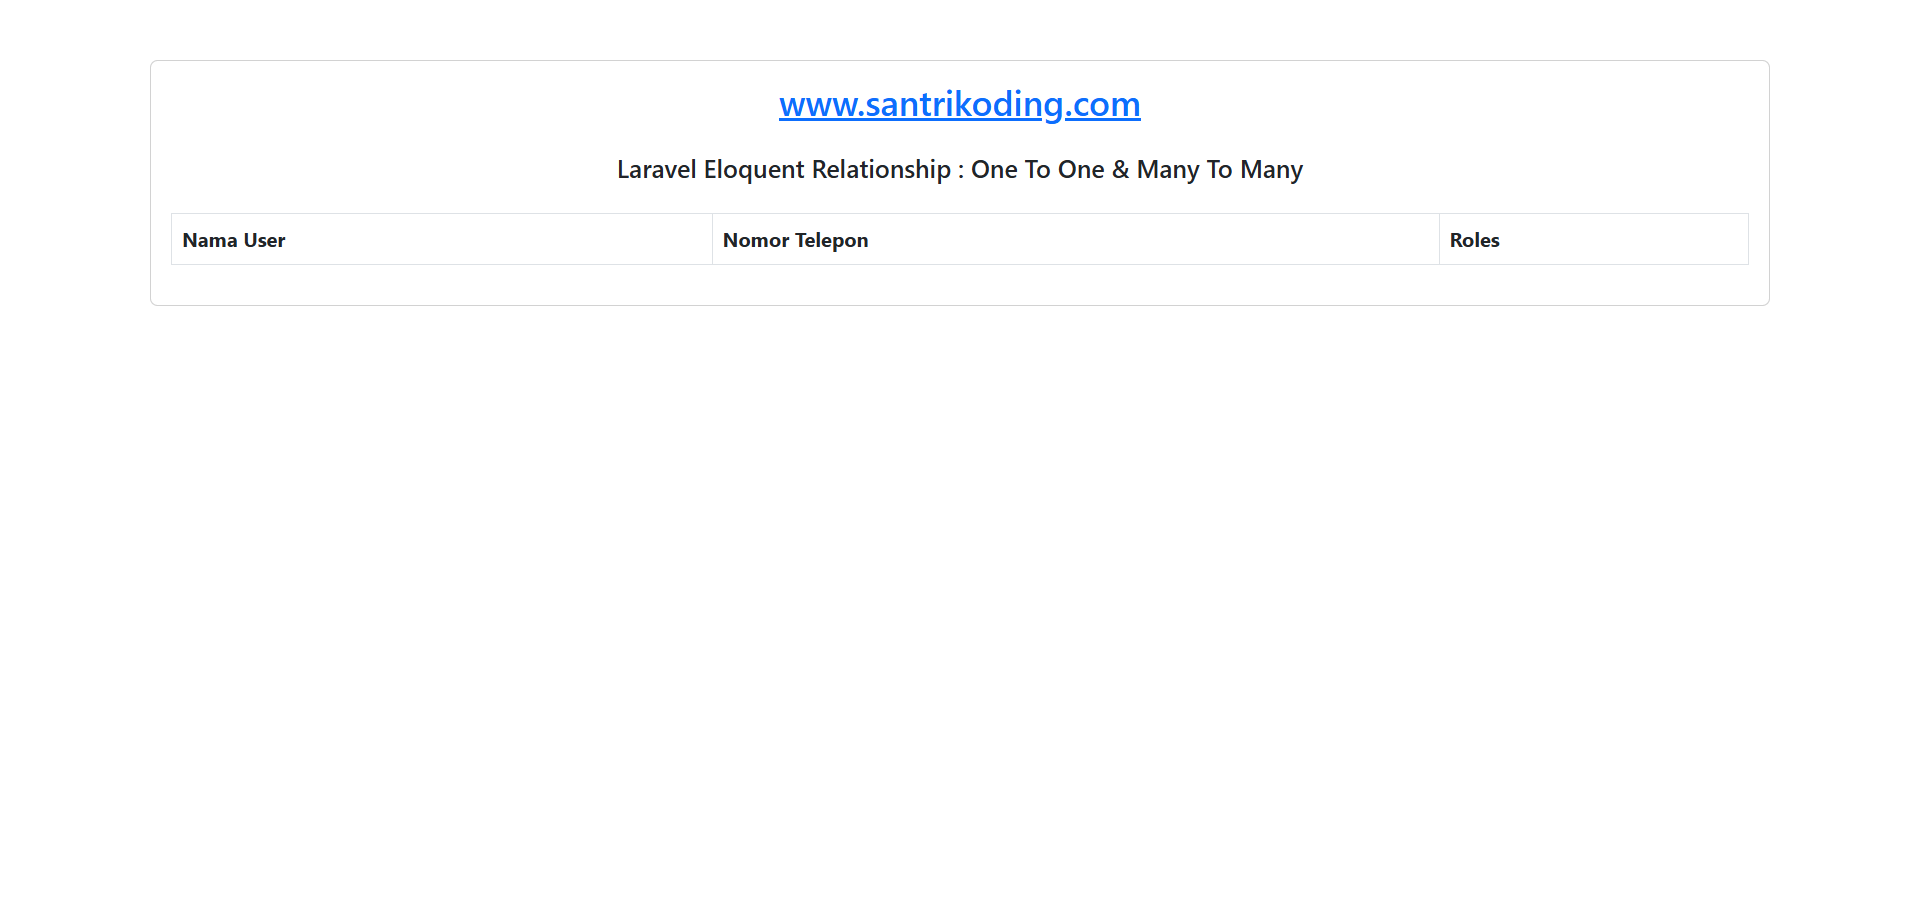 www.santrikoding.com
Laravel Eloquent Relationship : One To One & Many To Many
Nama User Nomor Telepon Roles